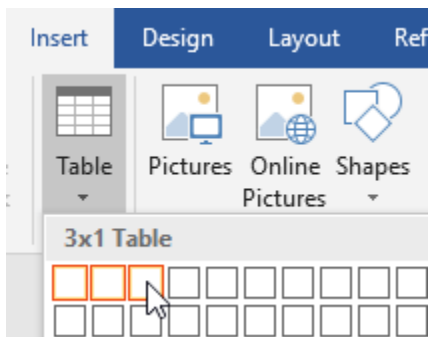 Insert Design Layout Ref
Table Pictures Online Shapes
Pictures
3x1 Table